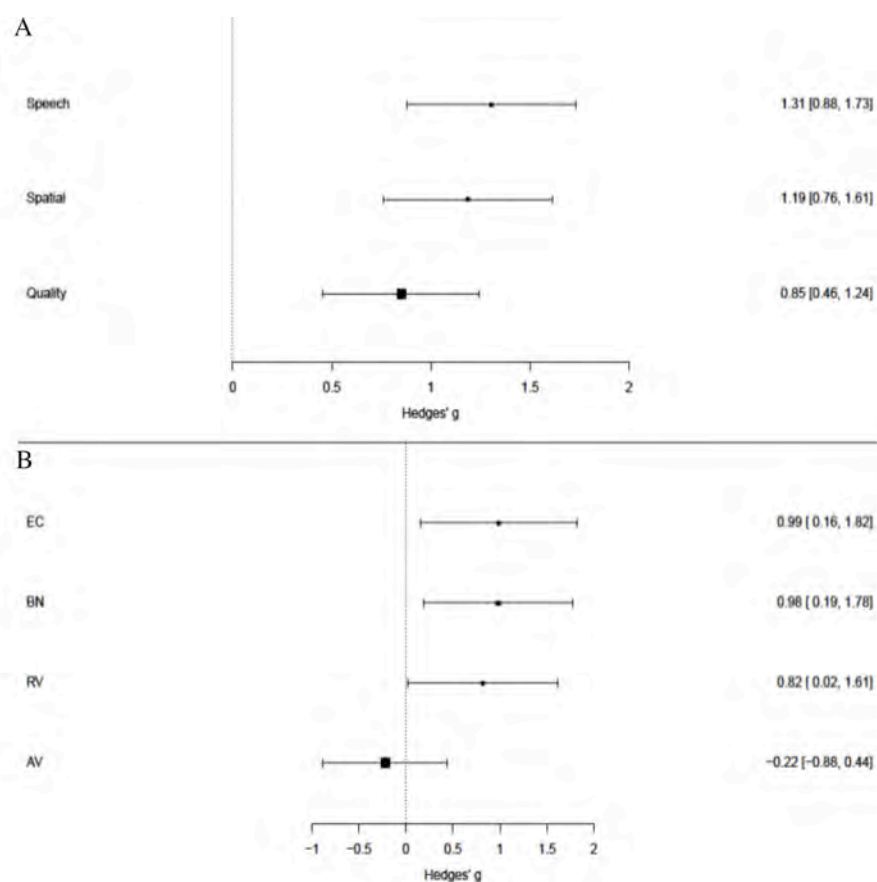 A
Speech 1.31 [0.88, 1.73]
Spatial 1.19 [0.76, 1.61]
Quality 0.85 [0.46, 1.24]
0 0.5 1 1.5 2
Hedges' g
B
EC 0.99 [ 0.16, 1.82]
BN 0.98 [ 0.19, 1.78]
RV 0.82 [ 0.02, 1.61]
AV −0.22 [−0.88, 0.44]
−1 −0.5 0 0.5 1 1.5 2
Hedges' g